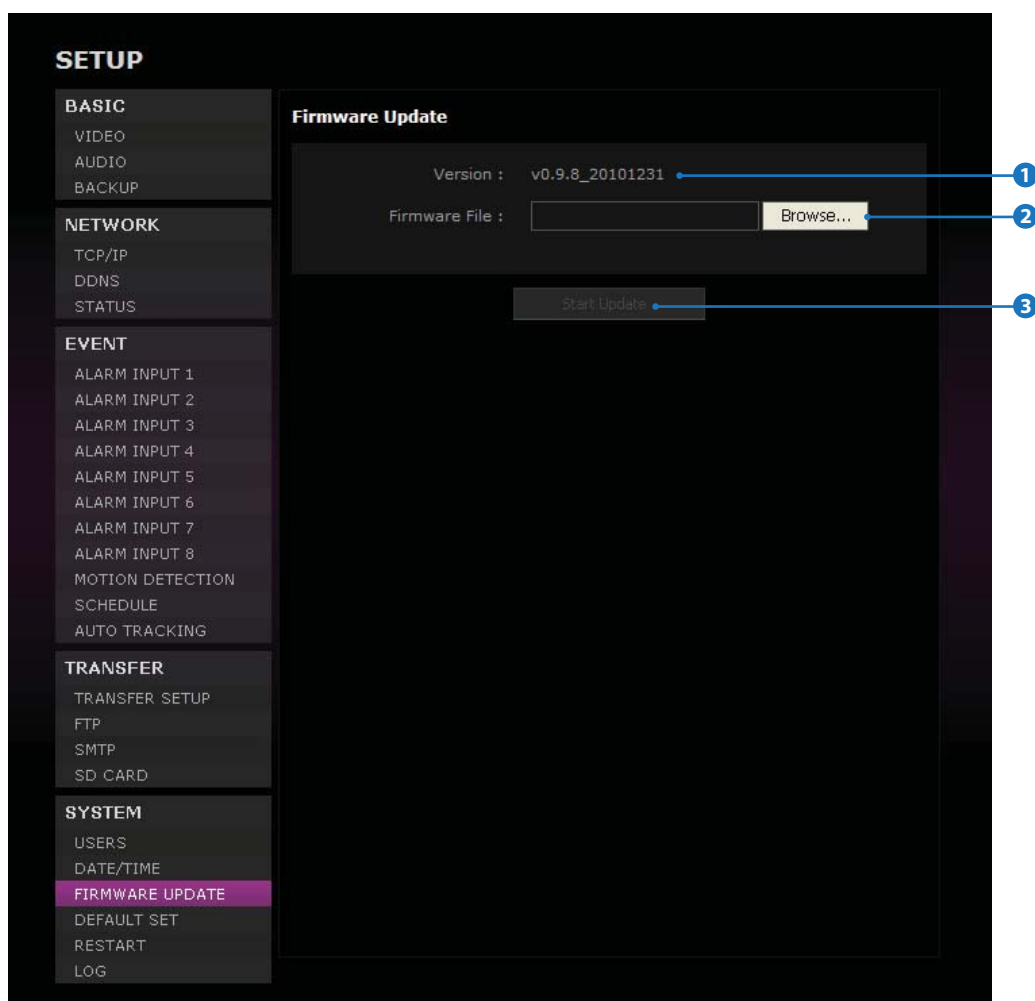 SETUP
BASIC
VIDEO
AUDIO
BACKUP
NETWORK
TCP/IP
DDNS
STATUS
EVENT
ALARM INPUT 1
ALARM INPUT 2
ALARM INPUT 3
ALARM INPUT 4
ALARM INPUT 5
ALARM INPUT 6
ALARM INPUT 7
ALARM INPUT 8
MOTION DETECTION
SCHEDULE
AUTO TRACKING
TRANSFER
TRANSFER SETUP
FTP
SMTP
SD CARD
SYSTEM
USERS
DATE/TIME
FIRMWARE UPDATE
DEFAULT SET
RESTART
LOG
Firmware Update
Version : v0.9.8_20101231 1
Firmware File : Browse... 2
Start Update 3